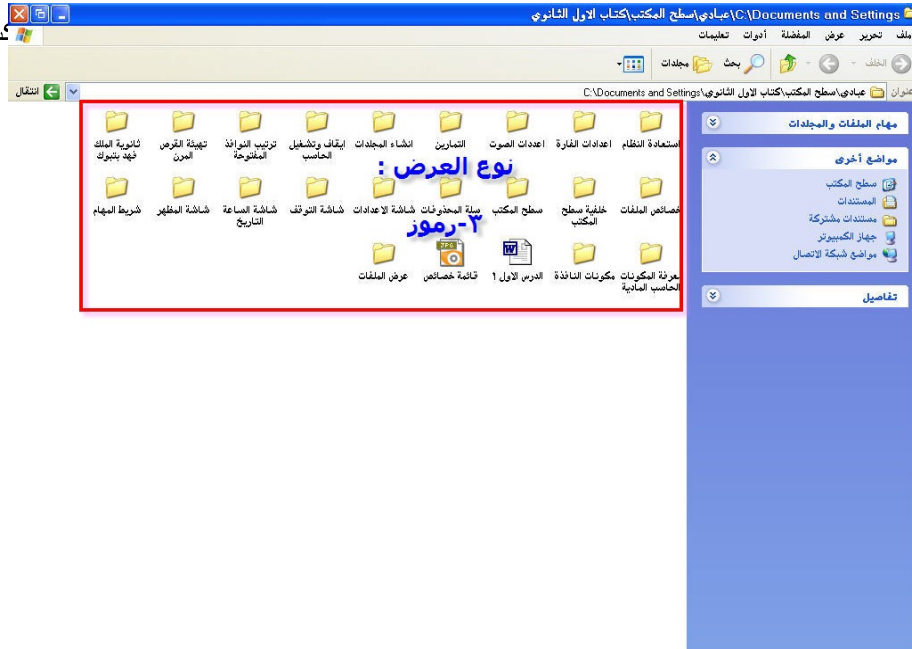 C:\Documents and Settings\عبادي\سطح المكتب\كتاب الاول الثانوي
ملف تحرير عرض المفضلة أدوات تعليمات
الخلف بحث مجلدات
عنوان C:\Documents and Settings\عبادي\سطح المكتب\كتاب الاول الثانوي انتقال
مهام الملفات والمجلدات
مواضع أخرى
سطح المكتب
المستندات
مستندات مشتركة
جهاز الكمبيوتر
مواضع شبكة الاتصال
تفاصيل
استعادة النظام اعدادات الفارة اعددات الصوت التمارين انشاء المجلدات ايقاف وتشغيل ترتيب النوافذ تهيئة القرص ثانوية الملك
الحاسب المفتوحة المرن فهد بتبوك
نوع العرض :
خصائص الملفات خلفية سطح سطح المكتب سلة المحذوفات شاشة الاعدادات شاشة التوقف شاشة الساعة شاشة المظهر شريط المهام
المكتب التاريخ
٣-رموز
معرفة المكونات مكونات النافذة الدرس الاول 1 قائمة خصائص عرض الملفات
الحاسب المادية